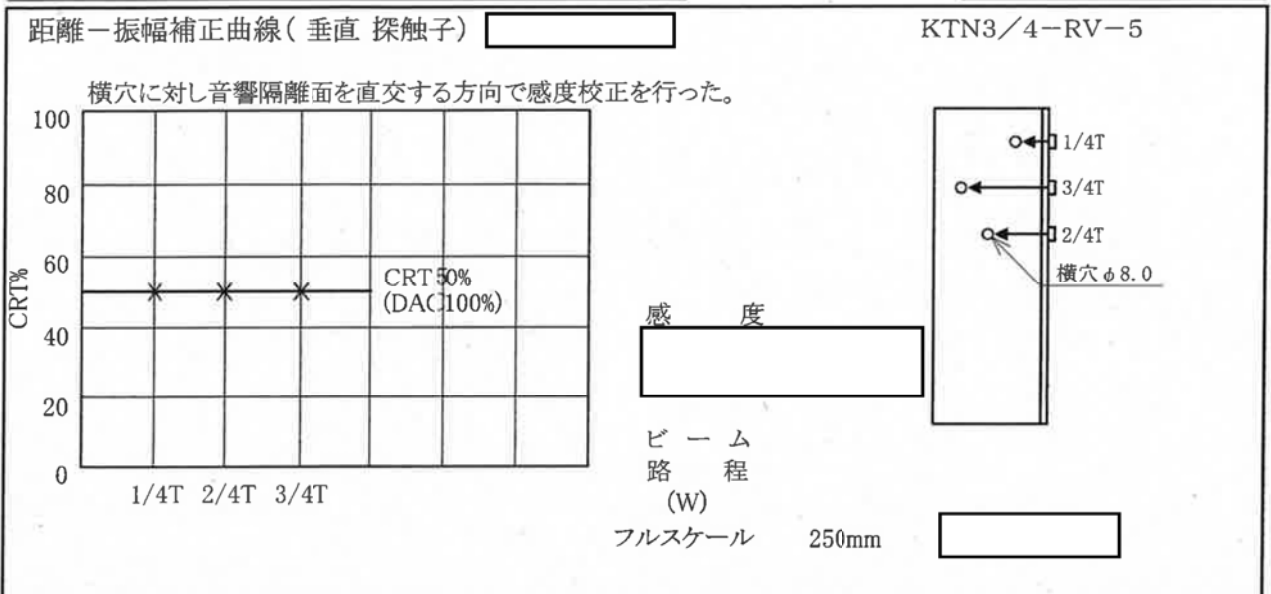 距離－振幅補正曲線( 垂直 探触子)
KTN3／4－RV－5
横穴に対し音響隔離面を直交する方向で感度校正を行った。
100
80
60
40
20
0
CRT%
CRT50%
(DAC100%)
1/4T 2/4T 3/4T
1/4T
3/4T
2/4T
横穴φ8.0
感 度
ビ ー ム
路 程
(W)
フルスケール 250mm